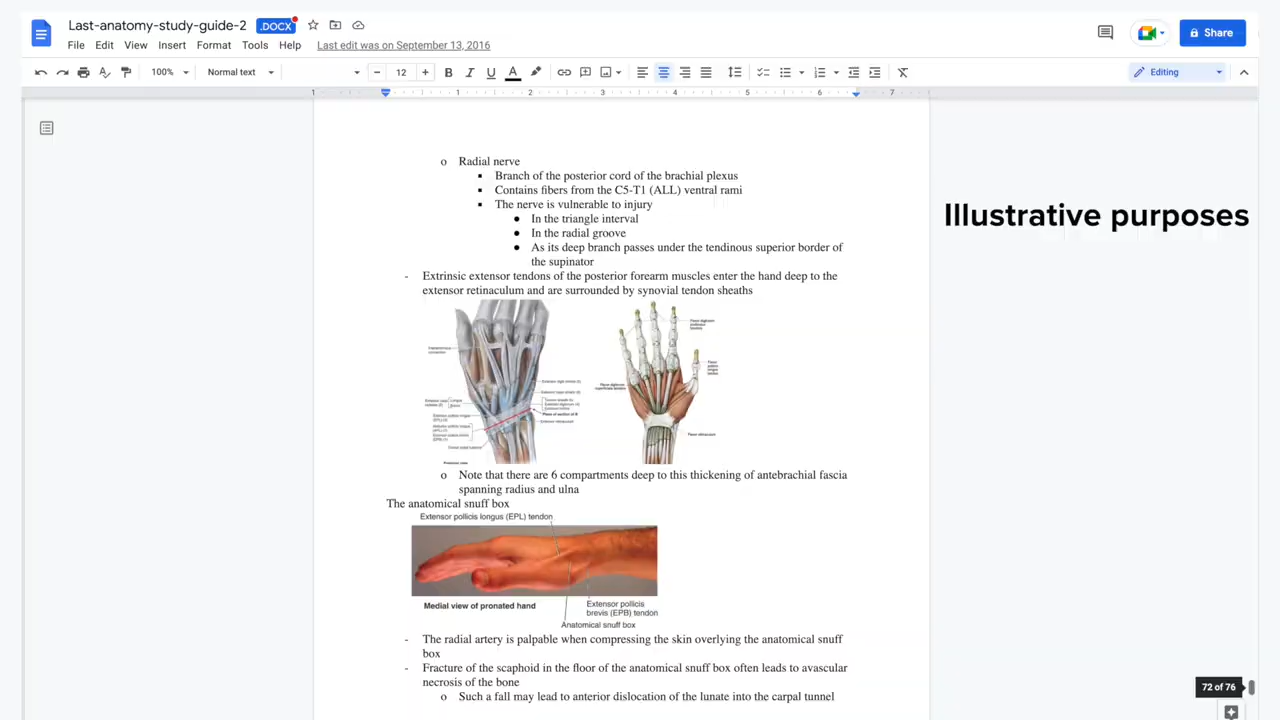 Last-anatomy-study-guide-2 .DOCX
File Edit View Insert Format Tools Help Last edit was on September 13, 2016
Share
100% Normal text 12 Editing
1 1 2 3 4 5 6 7
o Radial nerve
▪ Branch of the posterior cord of the brachial plexus
▪ Contains fibers from the C5-T1 (ALL) ventral rami
▪ The nerve is vulnerable to injury
● In the triangle interval
● In the radial groove
● As its deep branch passes under the tendinous superior border of
the supinator
Illustrative purposes
- Extrinsic extensor tendons of the posterior forearm muscles enter the hand deep to the
extensor retinaculum and are surrounded by synovial tendon sheaths
o Note that there are 6 compartments deep to this thickening of antebrachial fascia
spanning radius and ulna
The anatomical snuff box
Extensor pollicis longus (EPL) tendon
Medial view of pronated hand
Extensor pollicis
brevis (EPB) tendon
Anatomical snuff box
- The radial artery is palpable when compressing the skin overlying the anatomical snuff
box
- Fracture of the scaphoid in the floor of the anatomical snuff box often leads to avascular
necrosis of the bone
o Such a fall may lead to anterior dislocation of the lunate into the carpal tunnel
72 of 76